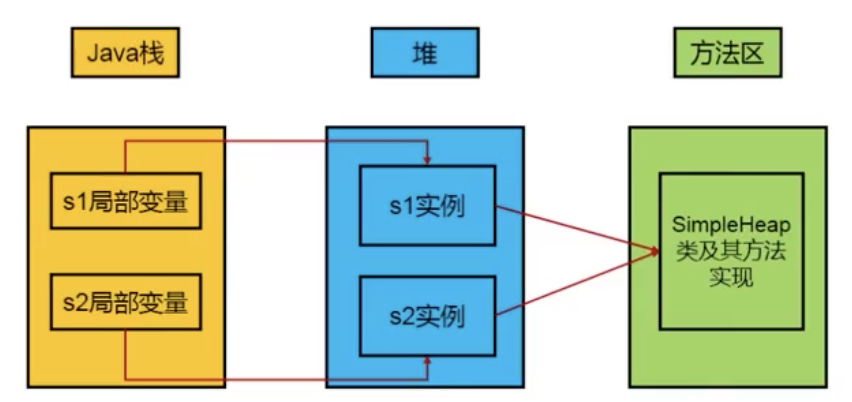 Java栈
堆
方法区
s1局部变量
s2局部变量
s1实例
s2实例
SimpleHeap
类及其方法
实现